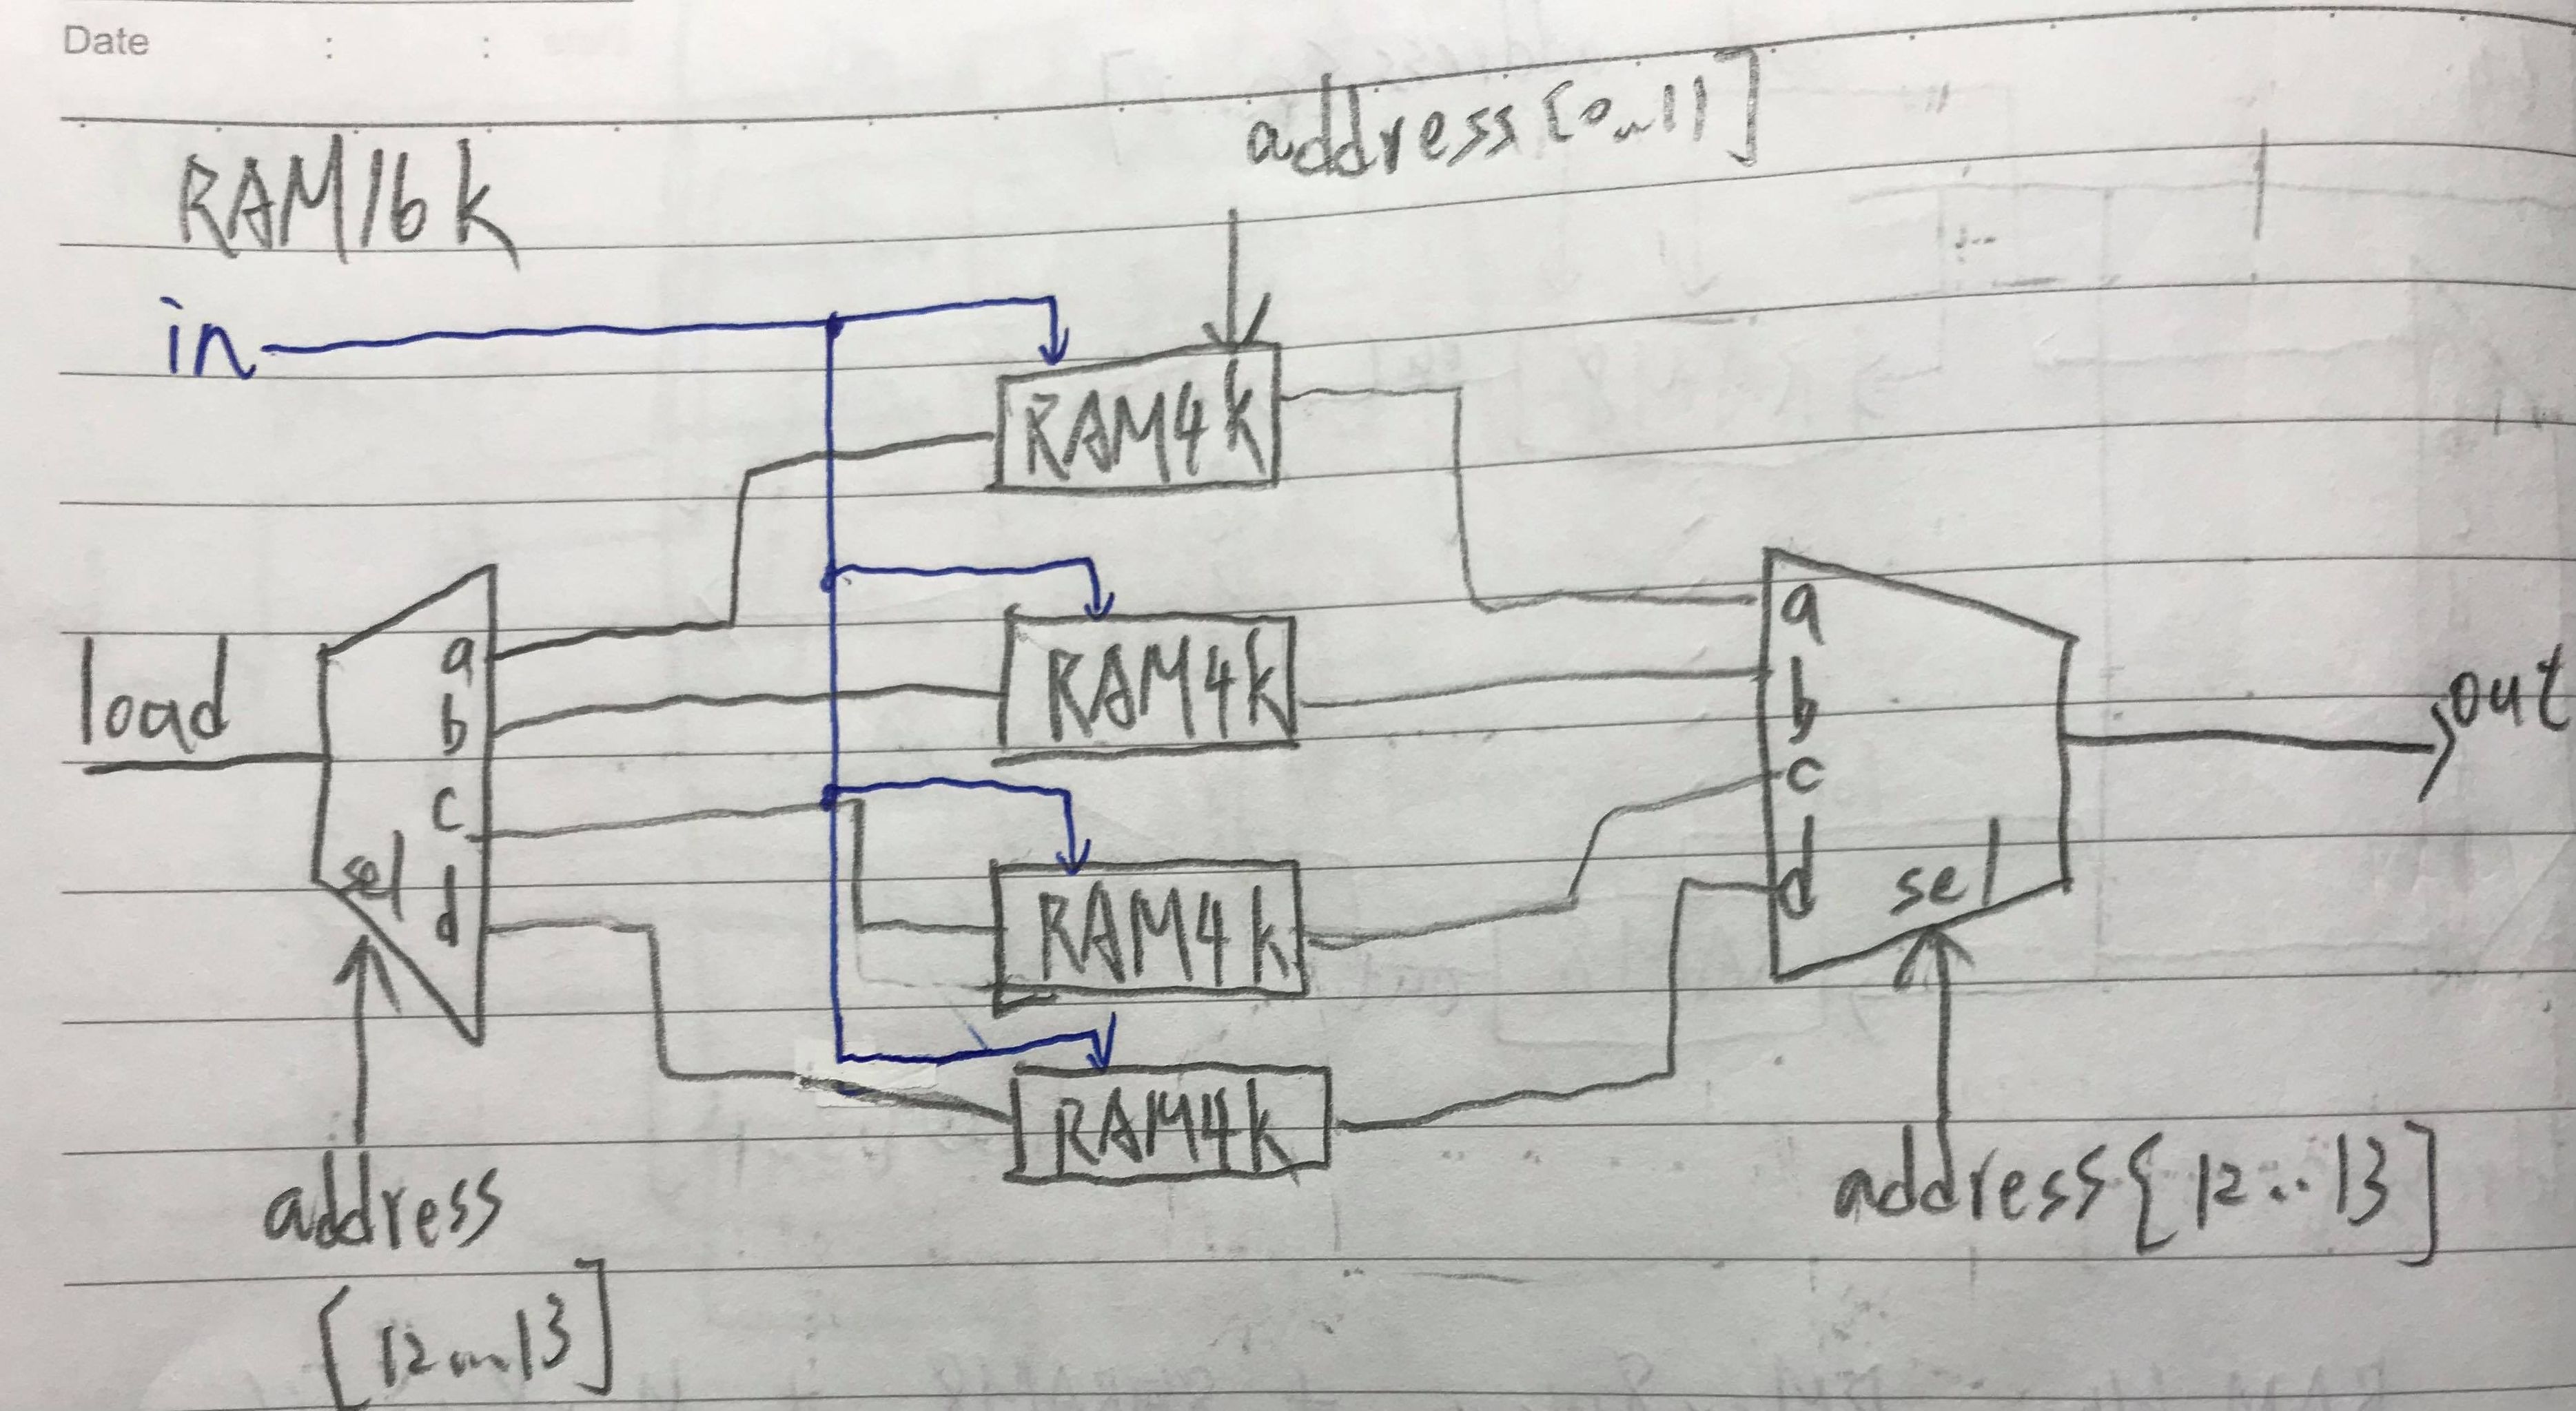 Date : :
address[0...11]
RAM16k
in
RAM4k
a
a
load
b
RAM4k
b
out
c
c
sel
d
RAM4k
d
sel
RAM4k
address
address{12...13]
[12...13]